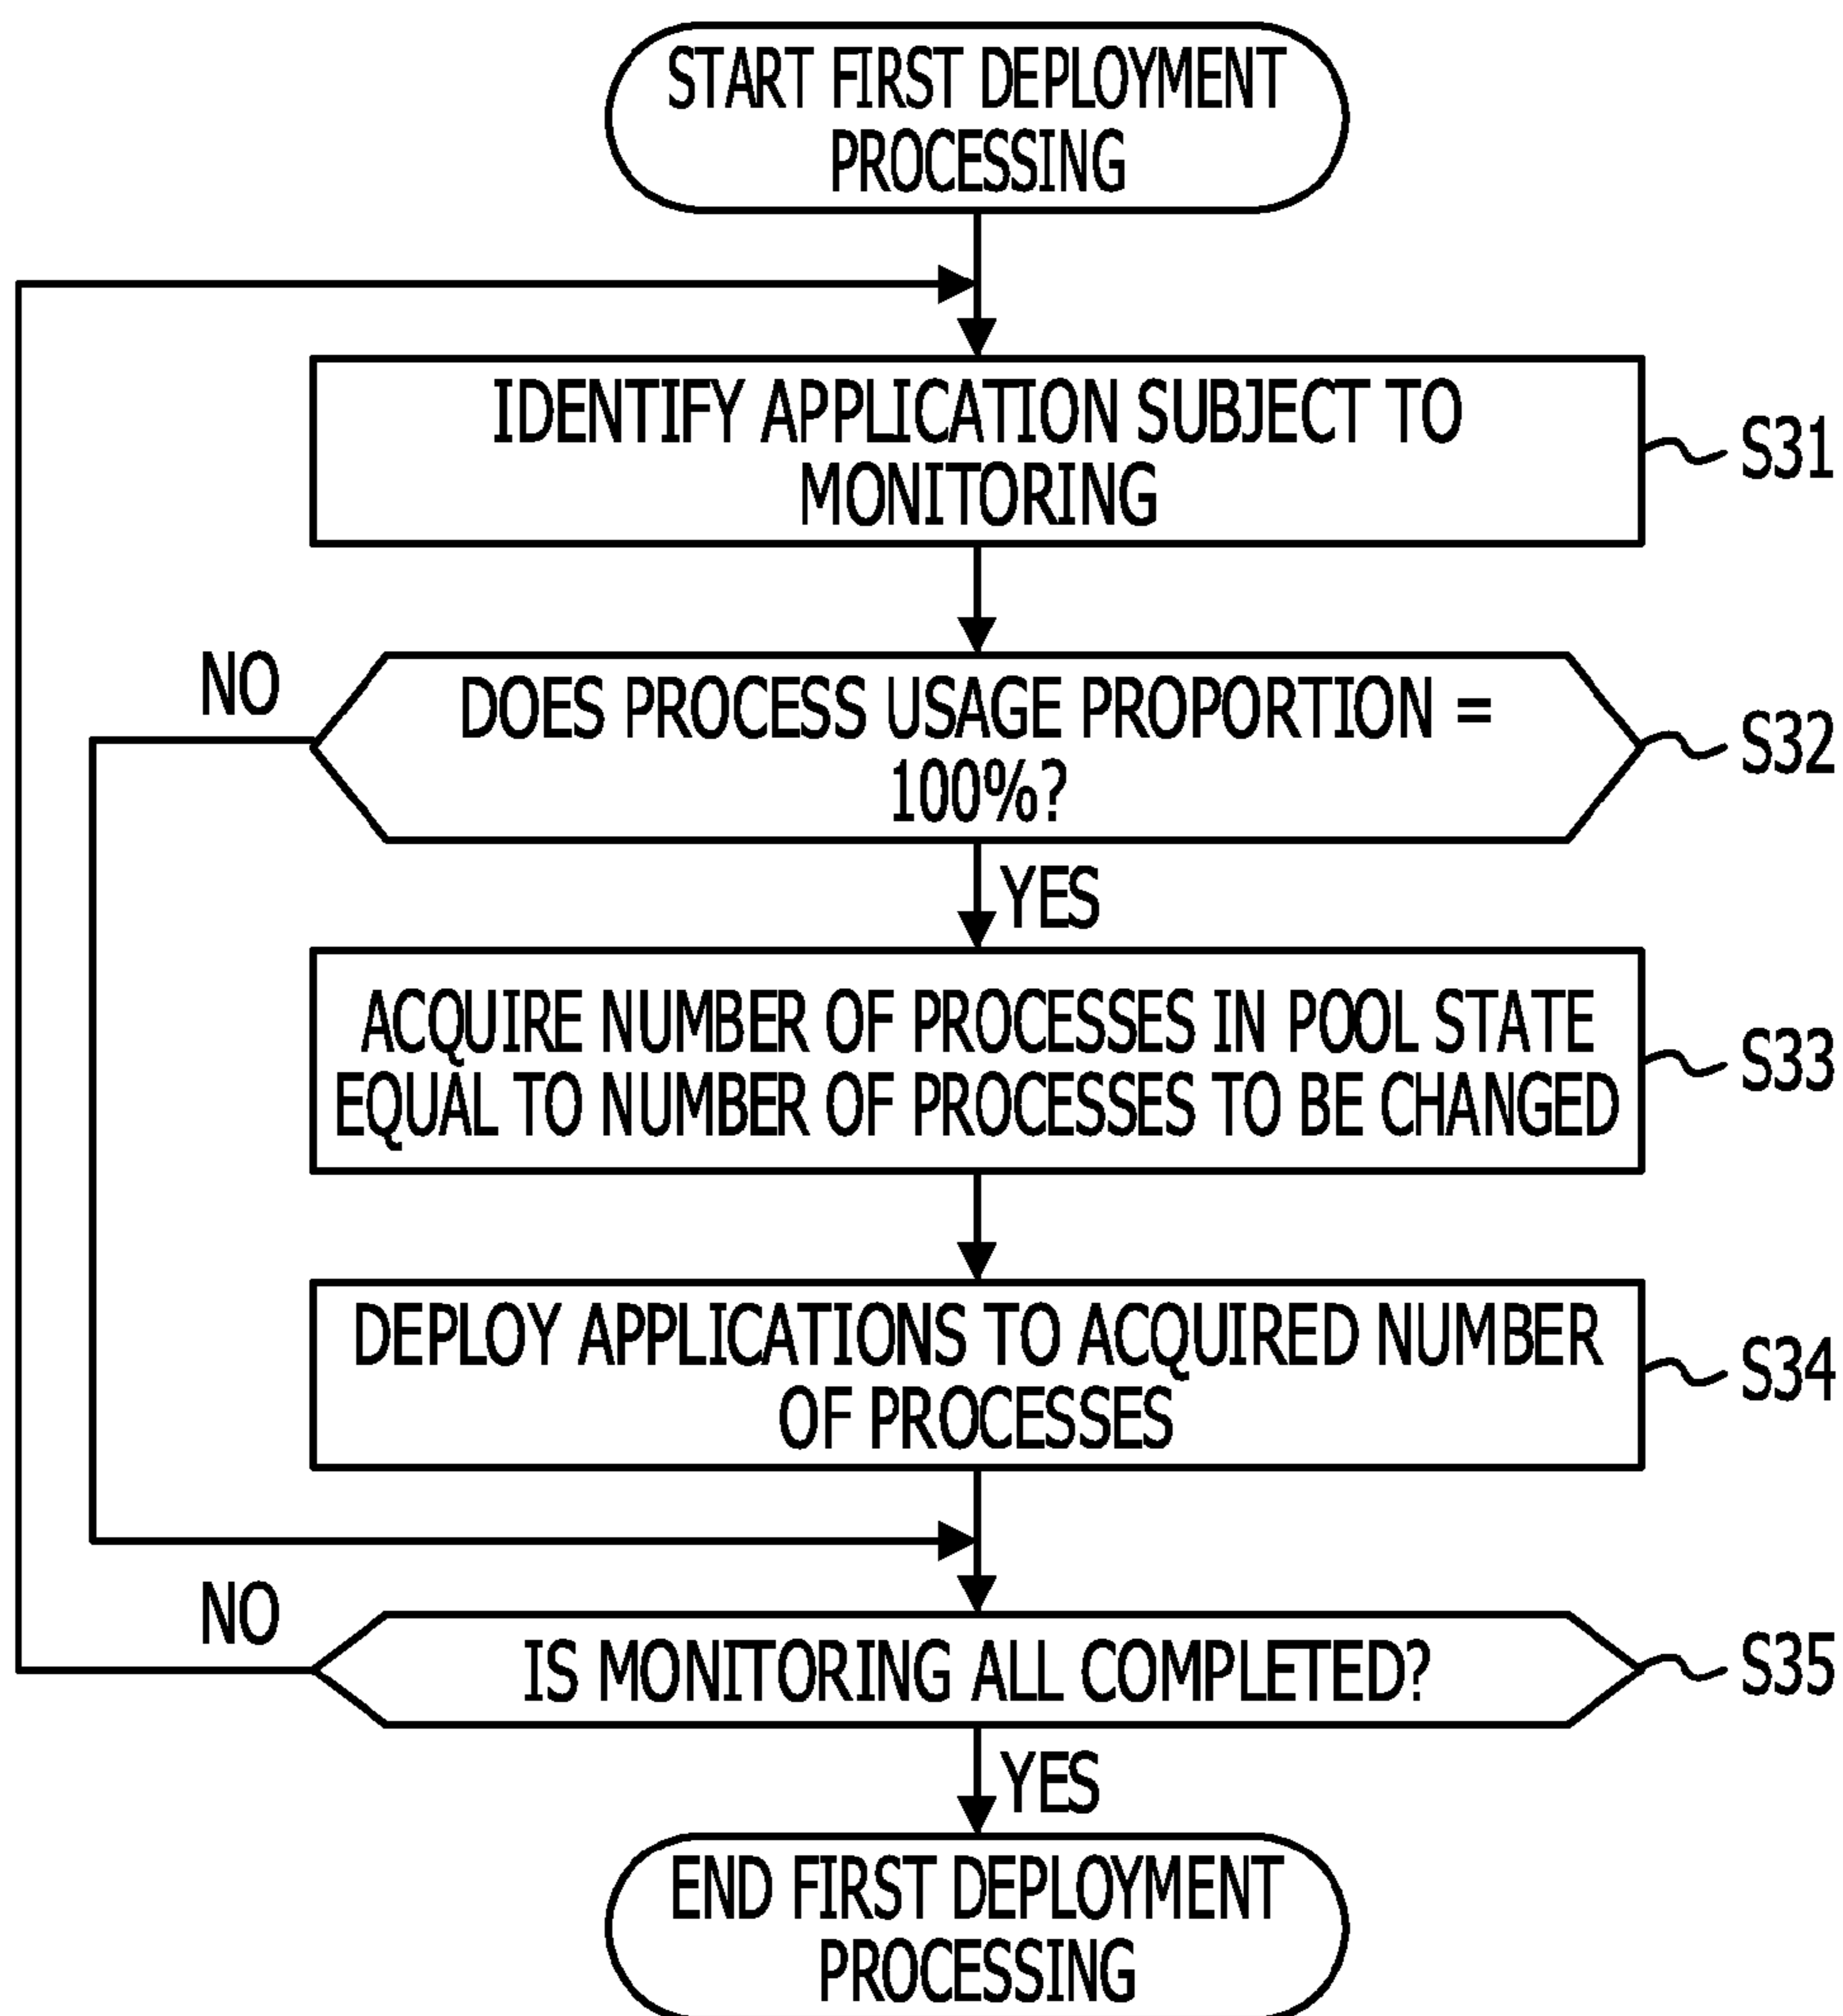 START FIRST DEPLOYMENT
PROCESSING
IDENTIFY APPLICATION SUBJECT TO
MONITORING
S31
NO
DOES PROCESS USAGE PROPORTION =
100%?
S32
YES
ACQUIRE NUMBER OF PROCESSES IN POOL STATE
EQUAL TO NUMBER OF PROCESSES TO BE CHANGED
S33
DEPLOY APPLICATIONS TO ACQUIRED NUMBER
OF PROCESSES
S34
NO
IS MONITORING ALL COMPLETED?
S35
YES
END FIRST DEPLOYMENT
PROCESSING